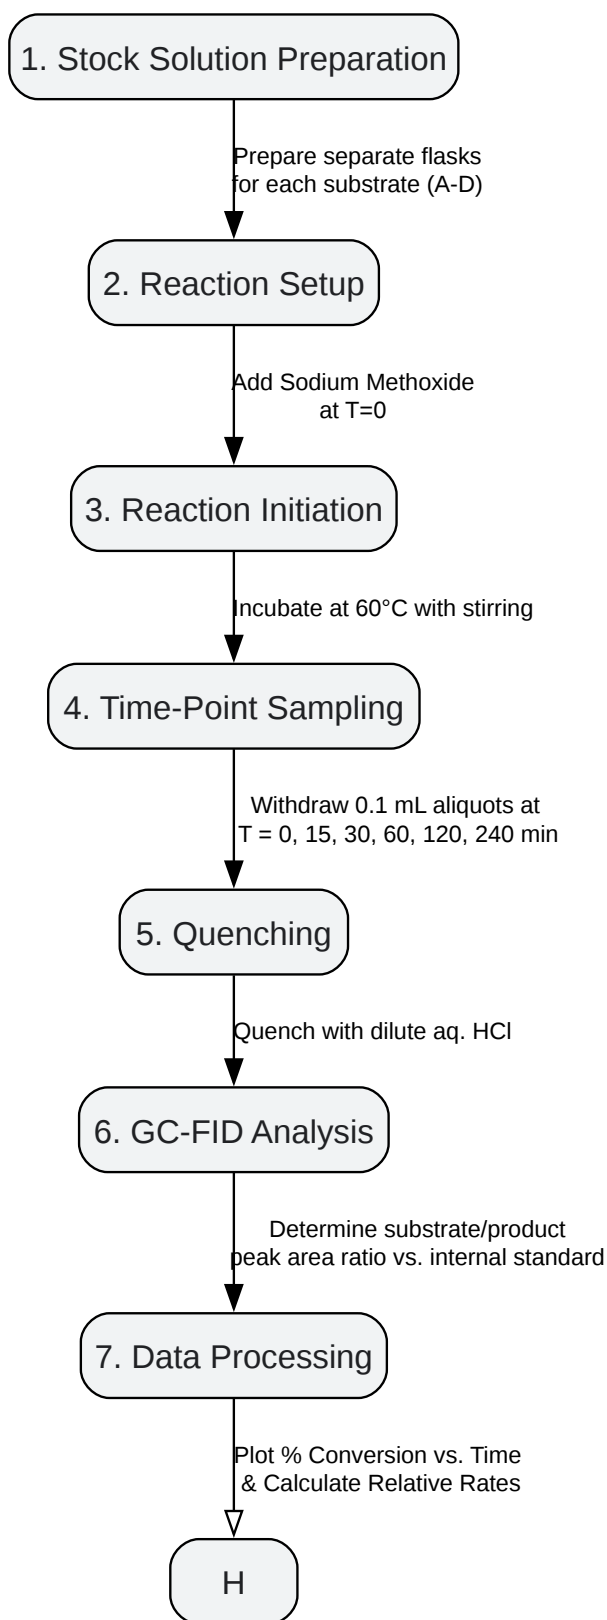 1. Stock Solution Preparation
Prepare separate flasks
for each substrate (A-D)
2. Reaction Setup
Add Sodium Methoxide
at T=0
3. Reaction Initiation
Incubate at 60°C with stirring
4. Time-Point Sampling
Withdraw 0.1 mL aliquots at
T = 0, 15, 30, 60, 120, 240 min
5. Quenching
Quench with dilute aq. HCl
6. GC-FID Analysis
Determine substrate/product
peak area ratio vs. internal standard
7. Data Processing
Plot % Conversion vs. Time
& Calculate Relative Rates
H